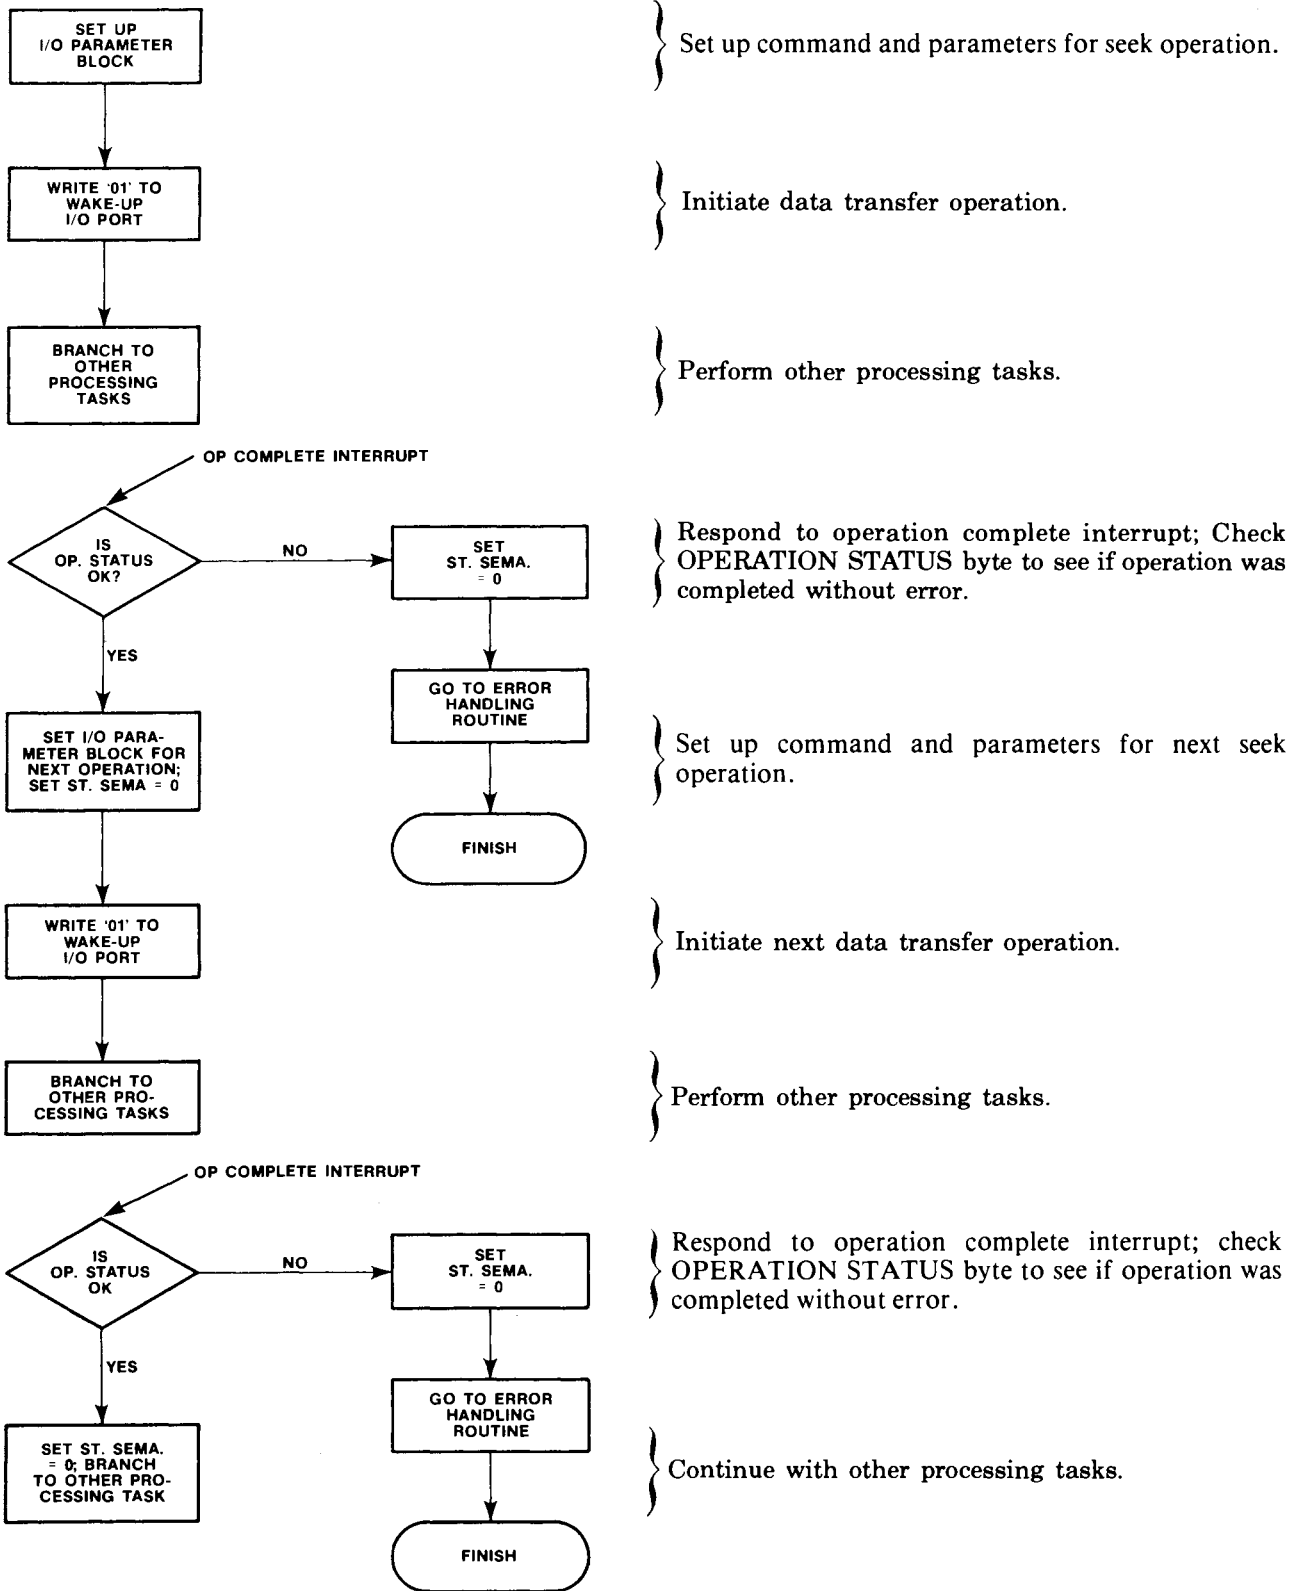 SET UP
I/O PARAMETER
BLOCK
Set up command and parameters for seek operation.
WRITE '01' TO
WAKE-UP
I/O PORT
Initiate data transfer operation.
BRANCH TO
OTHER
PROCESSING
TASKS
Perform other processing tasks.
OP COMPLETE INTERRUPT
IS
OP. STATUS
OK?
NO
SET
ST. SEMA.
= 0
Respond to operation complete interrupt; Check
OPERATION STATUS byte to see if operation was
completed without error.
YES
GO TO ERROR
HANDLING
ROUTINE
SET I/O PARA-
METER BLOCK FOR
NEXT OPERATION;
SET ST. SEMA = 0
Set up command and parameters for next seek
operation.
FINISH
WRITE '01' TO
WAKE-UP
I/O PORT
Initiate next data transfer operation.
BRANCH TO
OTHER PRO-
CESSING TASKS
Perform other processing tasks.
OP COMPLETE INTERRUPT
IS
OP. STATUS
OK
NO
SET
ST. SEMA.
= 0
Respond to operation complete interrupt; check
OPERATION STATUS byte to see if operation was
completed without error.
YES
GO TO ERROR
HANDLING
ROUTINE
SET ST. SEMA.
= 0; BRANCH
TO OTHER PRO-
CESSING TASK
Continue with other processing tasks.
FINISH